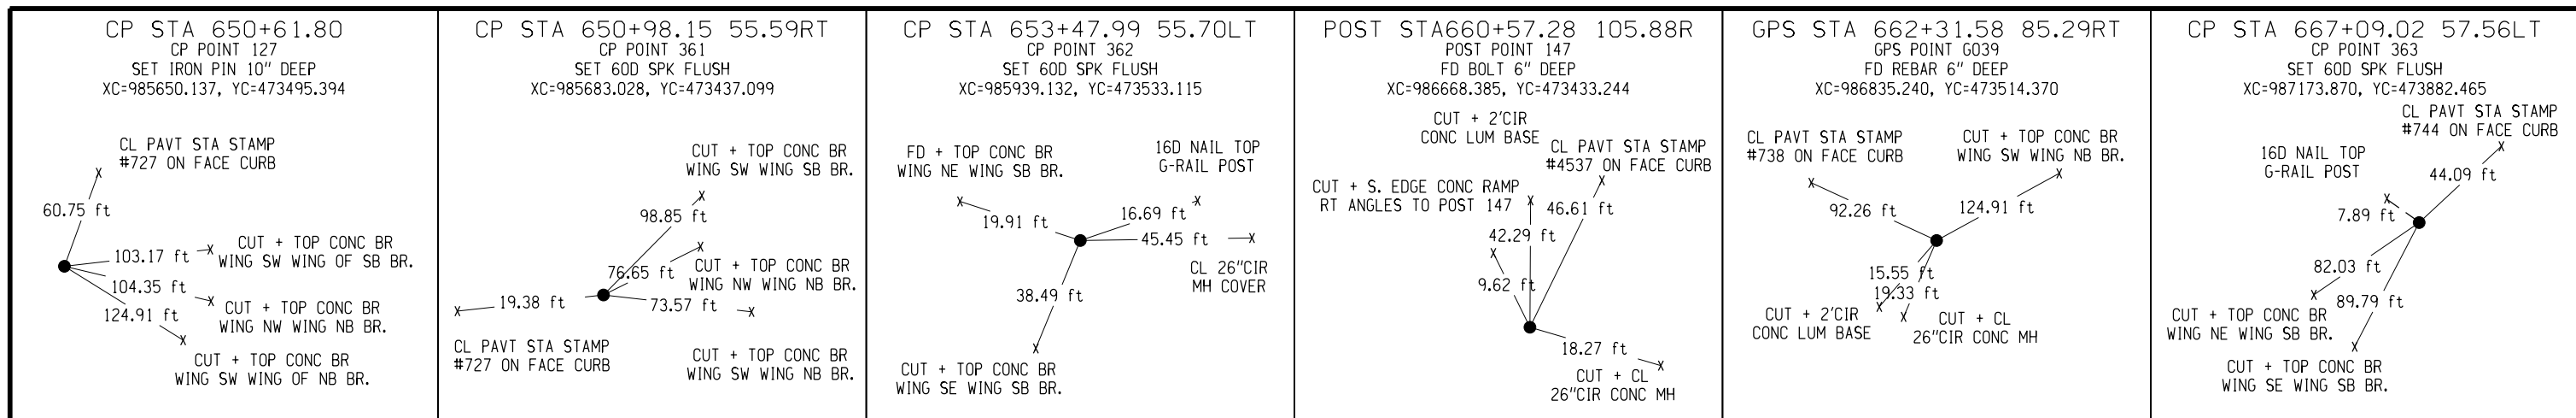 CP STA 650+61.80
CP POINT 127
SET IRON PIN 10" DEEP
XC=985650.137, YC=473495.394
CL PAVT STA STAMP
#727 ON FACE CURB
60.75 ft
103.17 ft
CUT + TOP CONC BR
WING SW WING OF SB BR.
104.35 ft
CUT + TOP CONC BR
WING NW WING NB BR.
124.91 ft
CUT + TOP CONC BR
WING SW WING OF NB BR.
CP STA 650+98.15 55.59RT
CP POINT 361
SET 60D SPK FLUSH
XC=985683.028, YC=473437.099
CUT + TOP CONC BR
WING SW WING SB BR.
98.85 ft
76.65 ft
CUT + TOP CONC BR
WING NW WING NB BR.
19.38 ft
73.57 ft
CL PAVT STA STAMP
#727 ON FACE CURB
CUT + TOP CONC BR
WING SW WING NB BR.
CP STA 653+47.99 55.70LT
CP POINT 362
SET 60D SPK FLUSH
XC=985939.132, YC=473533.115
FD + TOP CONC BR
WING NE WING SB BR.
16D NAIL TOP
G-RAIL POST
19.91 ft
16.69 ft
45.45 ft
CL 26"CIR
MH COVER
38.49 ft
CUT + TOP CONC BR
WING SE WING SB BR.
POST STA660+57.28 105.88R
POST POINT 147
FD BOLT 6" DEEP
XC=986668.385, YC=473433.244
CUT + 2'CIR
CONC LUM BASE
CL PAVT STA STAMP
#4537 ON FACE CURB
CUT + S. EDGE CONC RAMP
RT ANGLES TO POST 147
46.61 ft
42.29 ft
9.62 ft
18.27 ft
CUT + CL
26"CIR CONC MH
GPS STA 662+31.58 85.29RT
GPS POINT G039
FD REBAR 6" DEEP
XC=986835.240, YC=473514.370
CL PAVT STA STAMP
#738 ON FACE CURB
CUT + TOP CONC BR
WING SW WING NB BR.
92.26 ft
124.91 ft
15.55 ft
19.33 ft
CUT + 2'CIR
CONC LUM BASE
CUT + CL
26"CIR CONC MH
CP STA 667+09.02 57.56LT
CP POINT 363
SET 60D SPK FLUSH
XC=987173.870, YC=473882.465
CL PAVT STA STAMP
#744 ON FACE CURB
16D NAIL TOP
G-RAIL POST
44.09 ft
7.89 ft
82.03 ft
89.79 ft
CUT + TOP CONC BR
WING NE WING SB BR.
CUT + TOP CONC BR
WING SE WING SB BR.